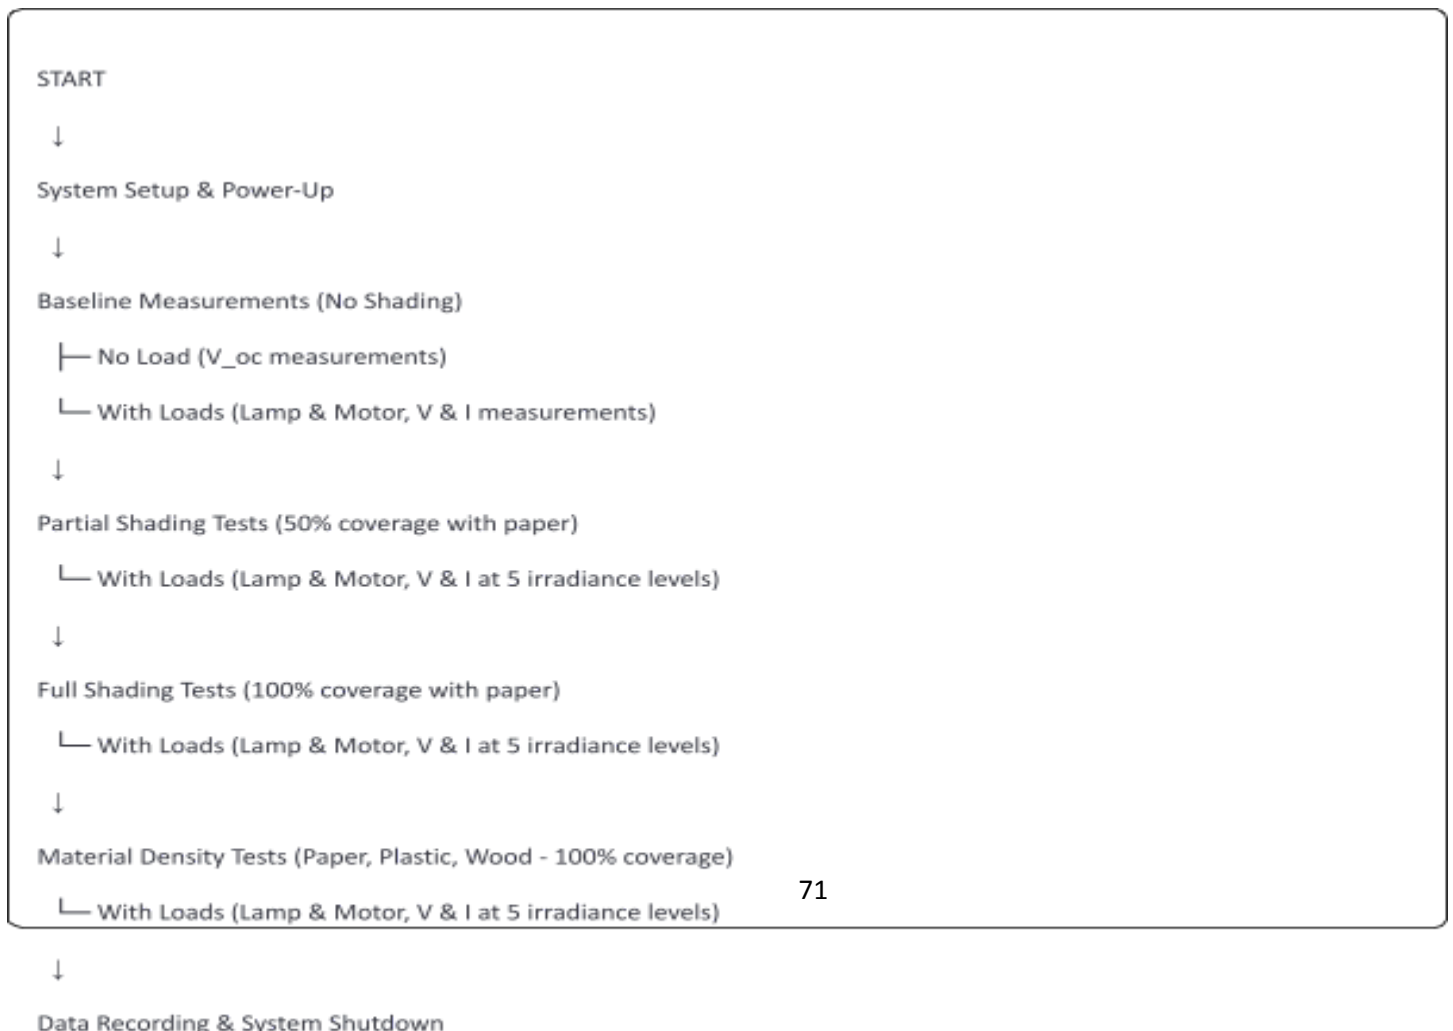 START
↓
System Setup & Power-Up
↓
Baseline Measurements (No Shading)
├─ No Load (V_oc measurements)
└─ With Loads (Lamp & Motor, V & I measurements)
↓
Partial Shading Tests (50% coverage with paper)
└─ With Loads (Lamp & Motor, V & I at 5 irradiance levels)
↓
Full Shading Tests (100% coverage with paper)
└─ With Loads (Lamp & Motor, V & I at 5 irradiance levels)
↓
Material Density Tests (Paper, Plastic, Wood - 100% coverage)
71
└─ With Loads (Lamp & Motor, V & I at 5 irradiance levels)
↓
Data Recording & System Shutdown